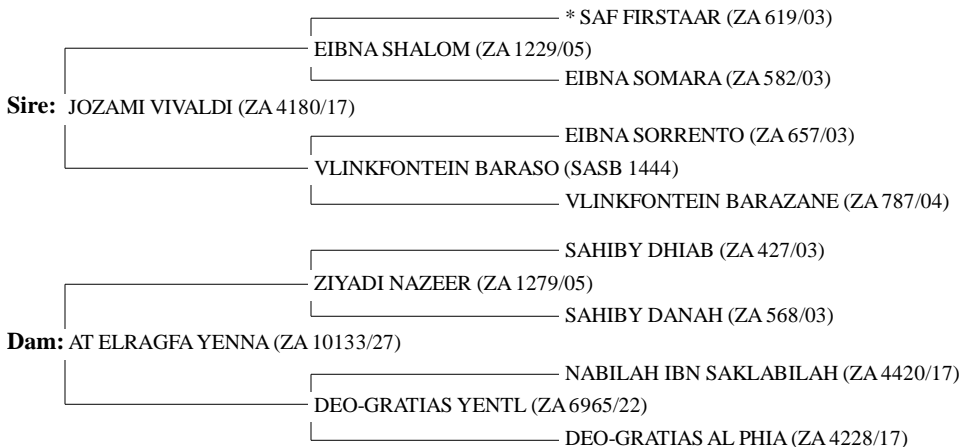 * SAF FIRSTAAR (ZA 619/03)
EIBNA SHALOM (ZA 1229/05)
EIBNA SOMARA (ZA 582/03)
Sire: JOZAMI VIVALDI (ZA 4180/17)
EIBNA SORRENTO (ZA 657/03)
VLINKFONTEIN BARASO (SASB 1444)
VLINKFONTEIN BARAZANE (ZA 787/04)
SAHIBY DHIAB (ZA 427/03)
ZIYADI NAZEER (ZA 1279/05)
SAHIBY DANAH (ZA 568/03)
Dam: AT ELRAGFA YENNA (ZA 10133/27)
NABILAH IBN SAKLABILAH (ZA 4420/17)
DEO-GRATIAS YENTL (ZA 6965/22)
DEO-GRATIAS AL PHIA (ZA 4228/17)